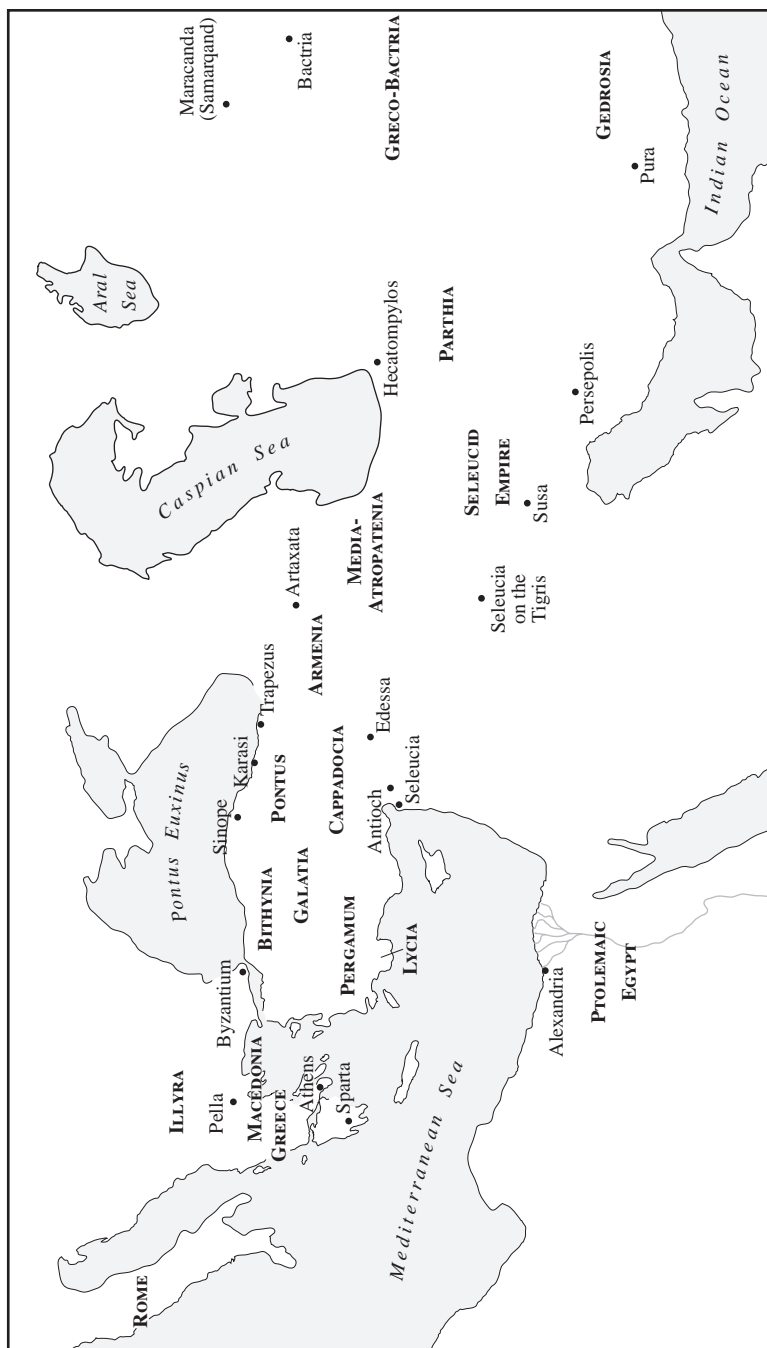 ROME
ILLYRA
Pella
MACEDONIA
GREECE
Athens
Sparta
Mediterranean Sea
Byzantium
Pontus Euxinus
BITHYNIA
GALATIA
PERGAMUM
LYCIA
Alexandria
PTOLEMAIC
EGYPT
Sinope
Karasi
Trapezus
PONTUS
CAPPADOCIA
Antioch
Seleucia
Edessa
ARMENIA
Artaxata
MEDIA-
ATROPATENIA
Caspian Sea
Seleucia
on the
Tigris
SELEUCID
EMPIRE
Susa
Persepolis
Hecatompylos
PARTHIA
Aral
Sea
Maracanda
(Samarqand)
Bactria
GRECO-BACTRIA
GEDROSIA
Pura
Indian Ocean